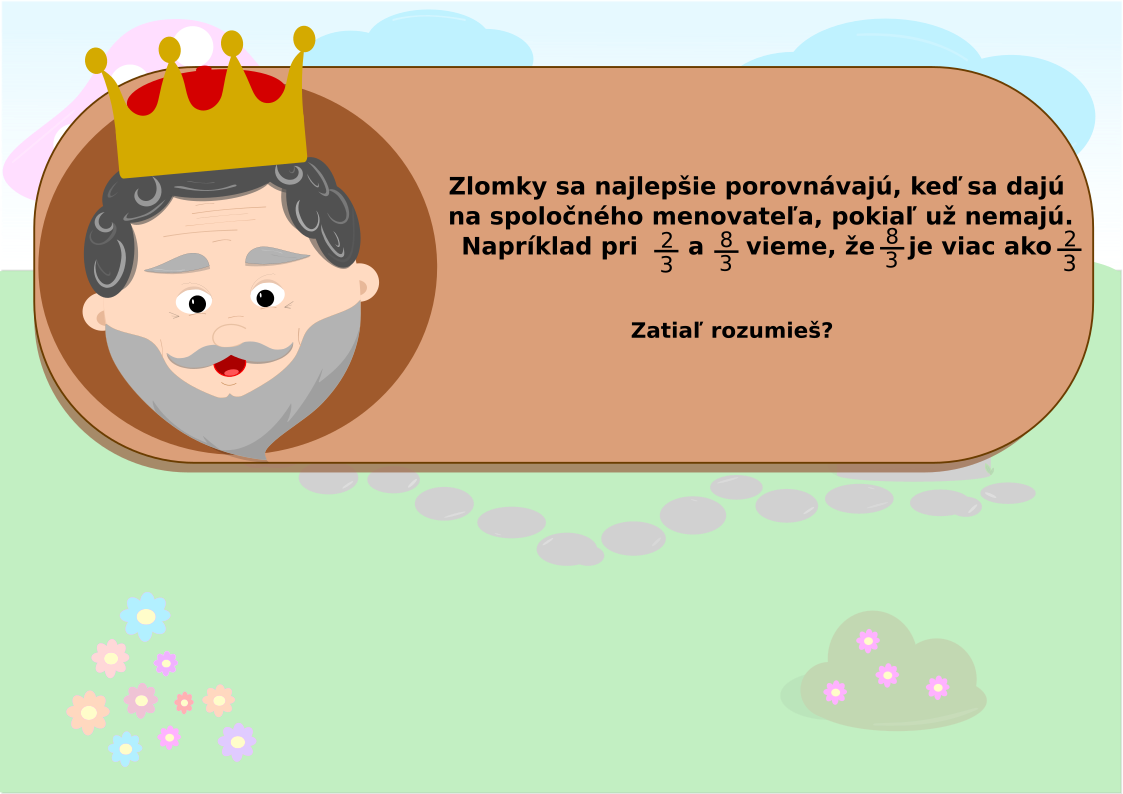 Zlomky sa najlepšie porovnávajú, keď sa dajú
na spoločného menovateľa, pokiaľ už nemajú.
Napríklad pri 2/3 a 8/3 vieme, že 8/3 je viac ako 2/3
Zatiaľ rozumieš?